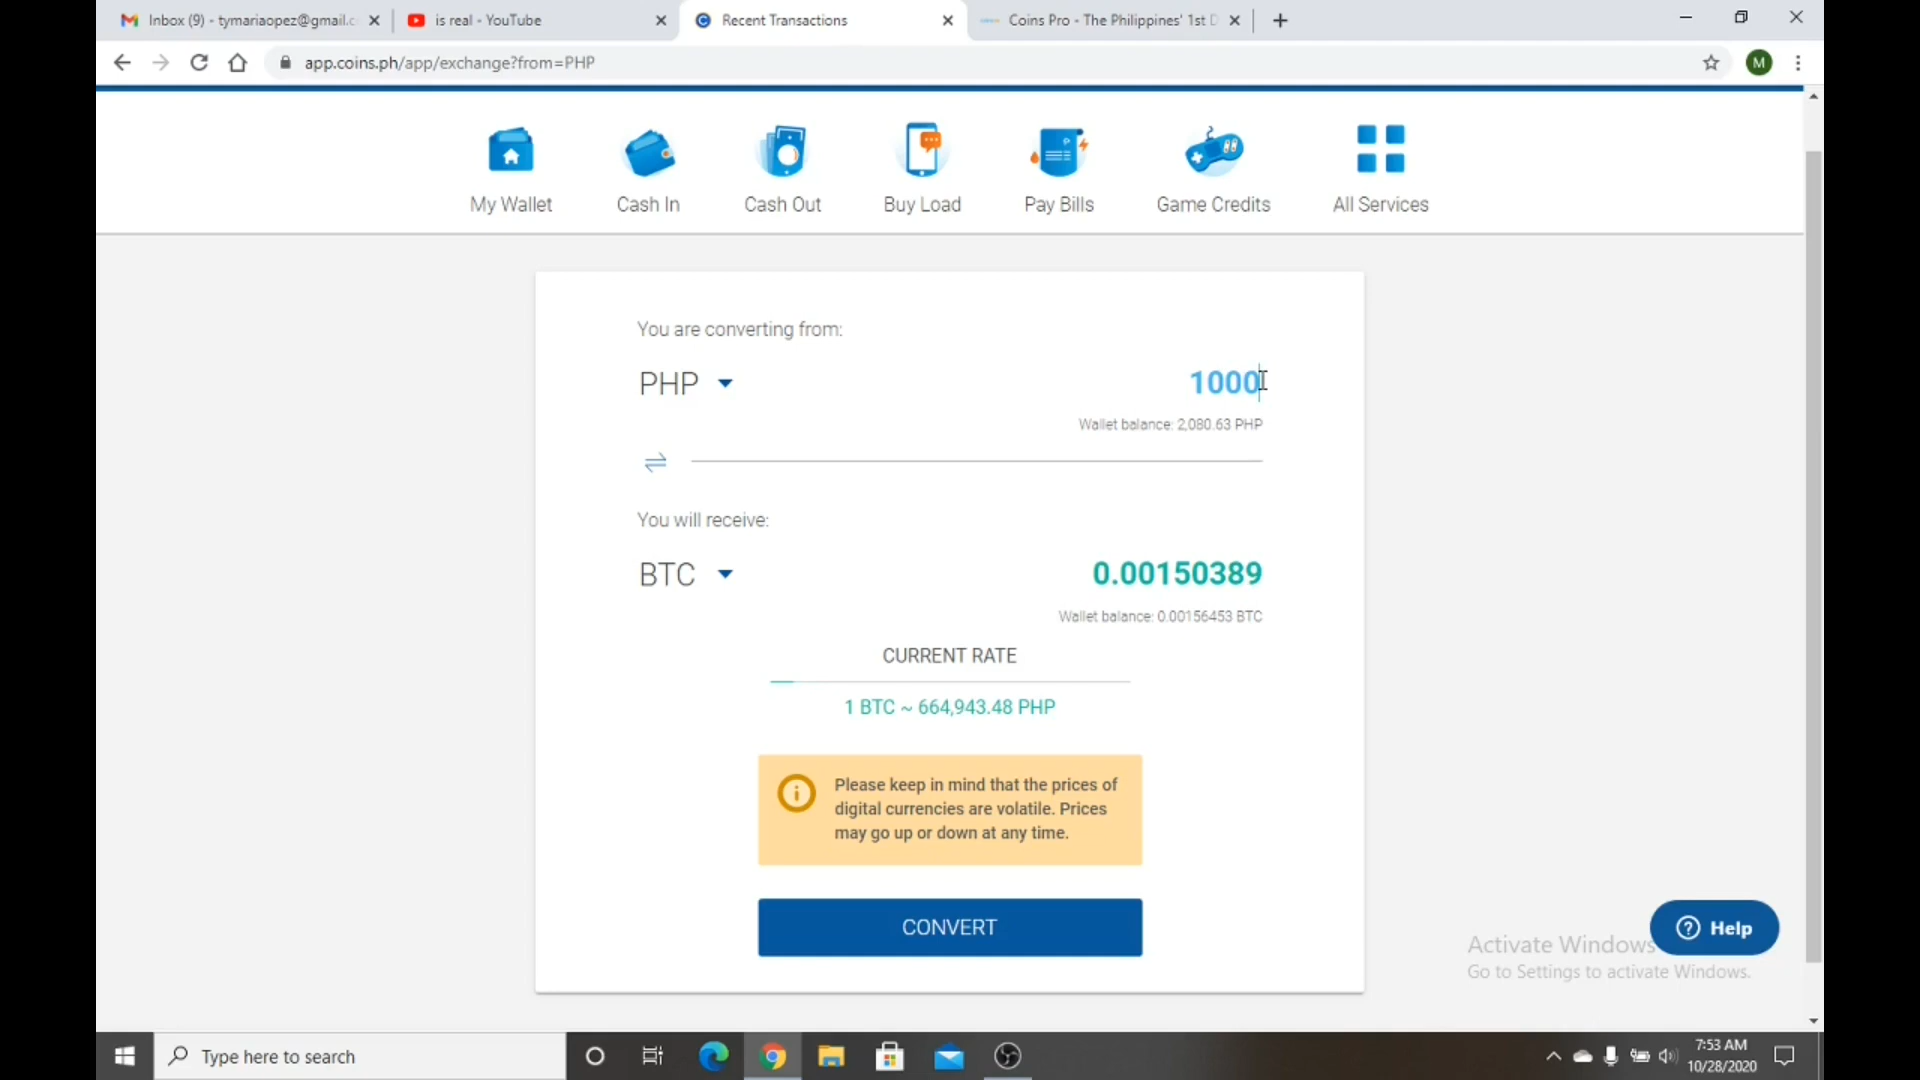 Inbox (9) - tymariaopez@gmail.c
is real - YouTube
Recent Transactions
Coins Pro - The Philippines' 1st D
app.coins.ph/app/exchange?from=PHP
M
My Wallet
Cash In
Cash Out
Buy Load
Pay Bills
Game Credits
All Services
You are converting from:
PHP
1000
Wallet balance: 2,080.63 PHP
You will receive:
BTC
0.00150389
Wallet balance: 0.00156453 BTC
CURRENT RATE
1 BTC ~ 664,943.48 PHP
Please keep in mind that the prices of
digital currencies are volatile. Prices
may go up or down at any time.
CONVERT
Help
Activate Windows
Go to Settings to activate Windows.
Type here to search
7:53 AM
10/28/2020